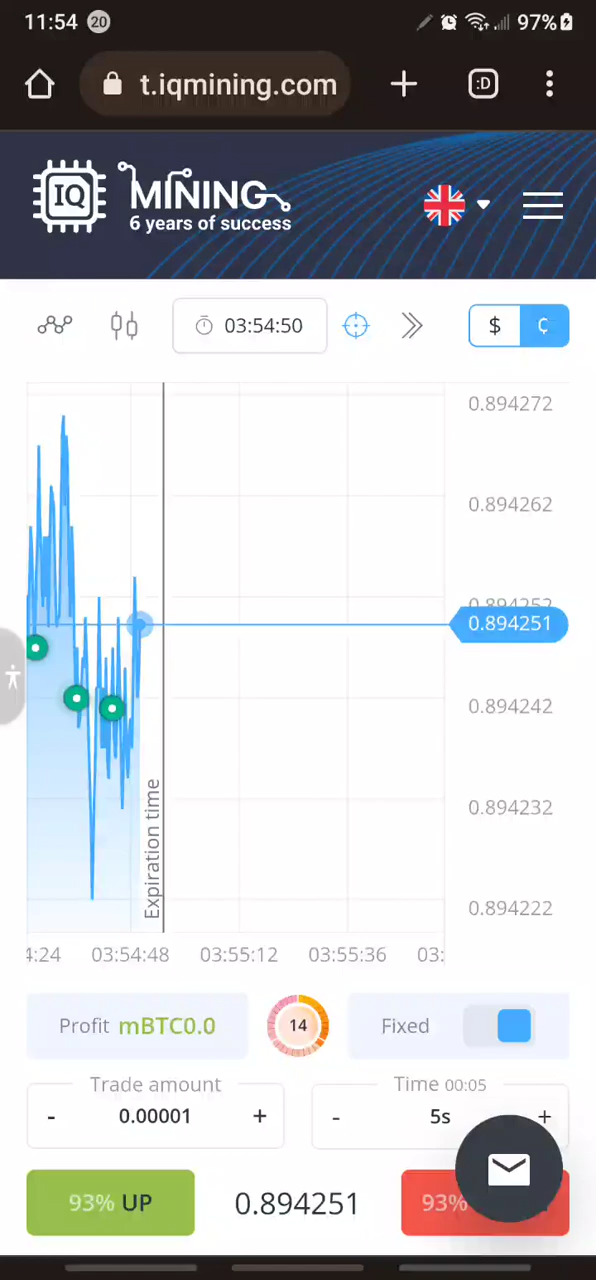 11:54 20 97%
t.iqmining.com :D
IQ MINING
6 years of success
03:54:50 $ ₵
0.894272
0.894262
0.894252
0.894251
0.894242
0.894232
0.894222
Expiration time
4:24 03:54:48 03:55:12 03:55:36 03:
Profit mBTC0.0 14 Fixed
Trade amount Time 00:05
- 0.00001 + - 5s +
93% UP 0.894251 93%